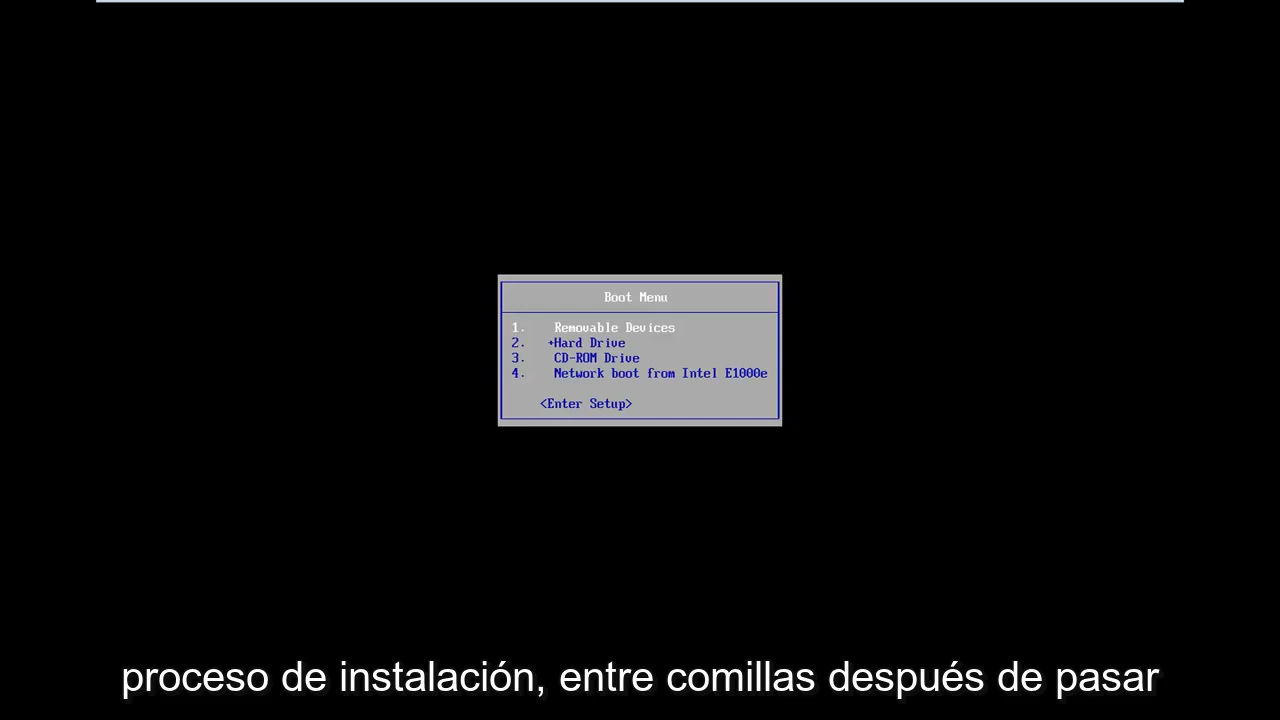 Boot Menu
1. Removable Devices
2. +Hard Drive
3. CD-ROM Drive
4. Network boot from Intel E1000e
<Enter Setup>
proceso de instalación, entre comillas después de pasar